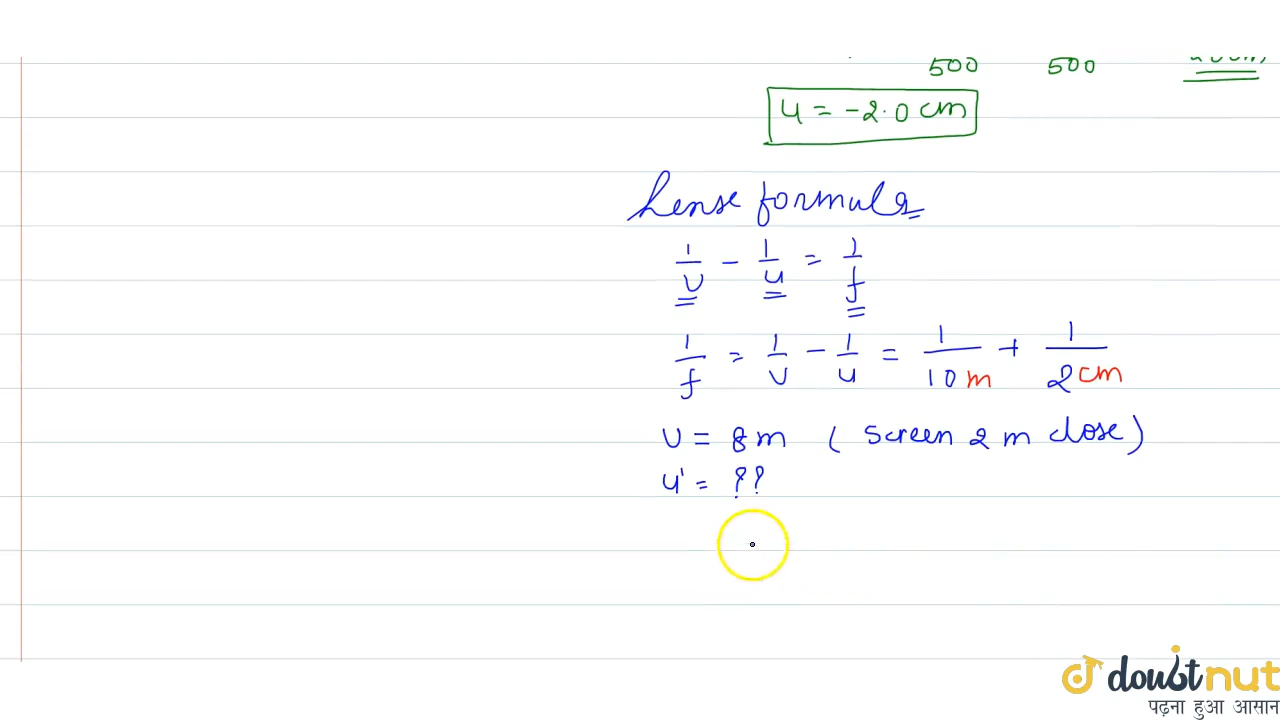 500 500
u = -2.0 cm
Lense formula
1/v - 1/u = 1/f
1/f = 1/v - 1/u = 1/10m + 1/2cm
v = 8m ( Screen 2 m close )
u' = ??
doubtnut
पढ़ना हुआ आसान